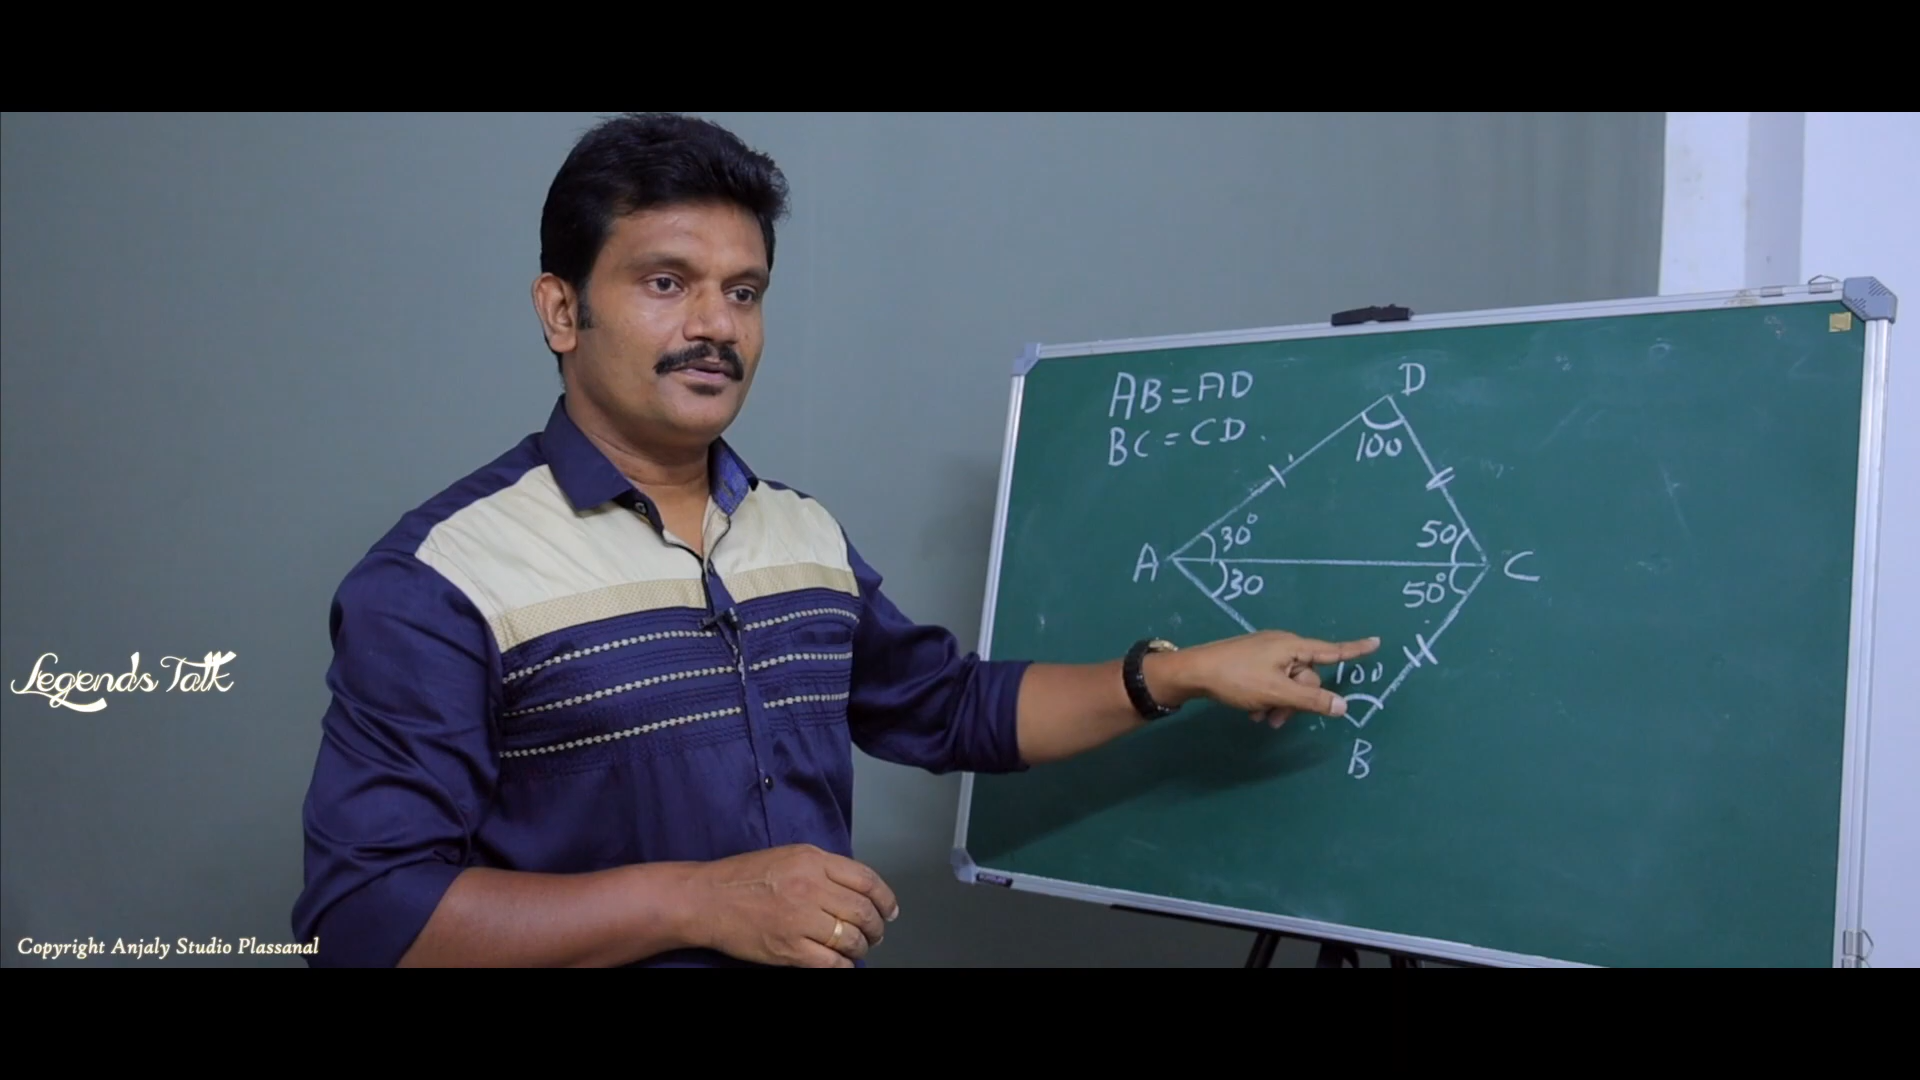 AB = AD
BC = CD.
D
100
30°
50
A
C
30
50°
100
B
Legends Talk
Copyright Anjaly Studio Plassanal